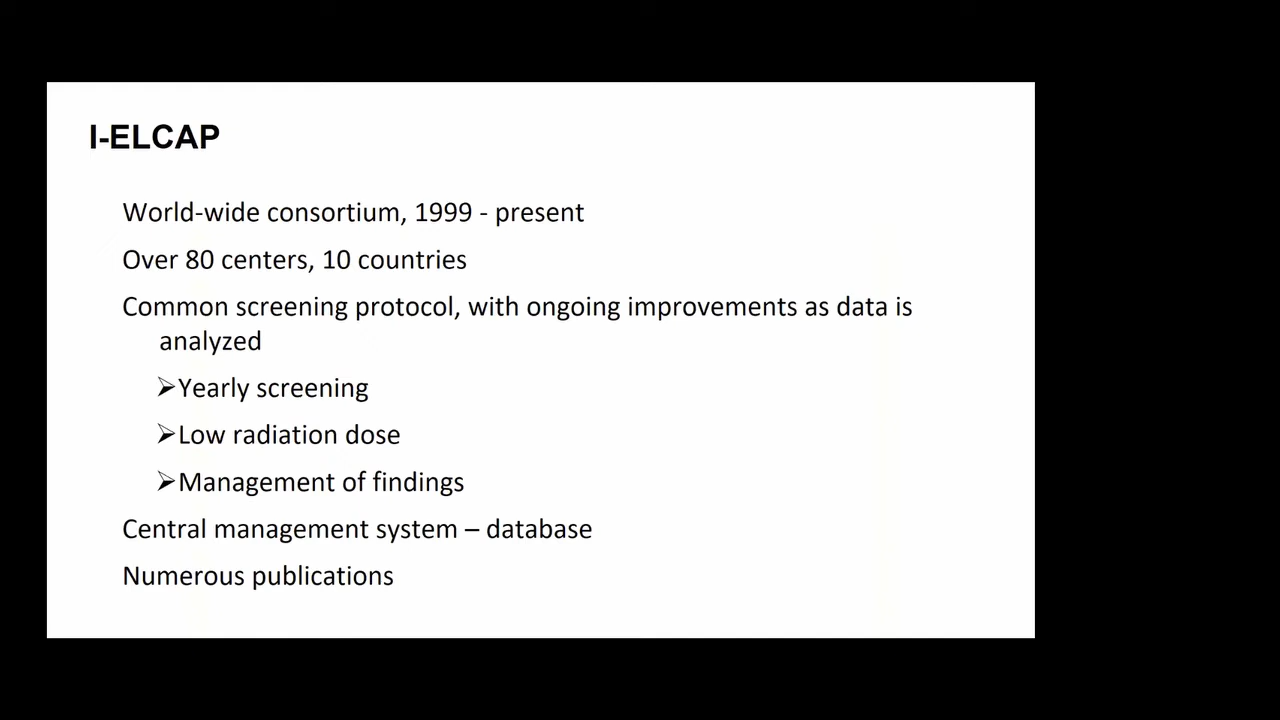 I-ELCAP
World-wide consortium, 1999 - present
Over 80 centers, 10 countries
Common screening protocol, with ongoing improvements as data is
analyzed
➢Yearly screening
➢Low radiation dose
➢Management of findings
Central management system – database
Numerous publications